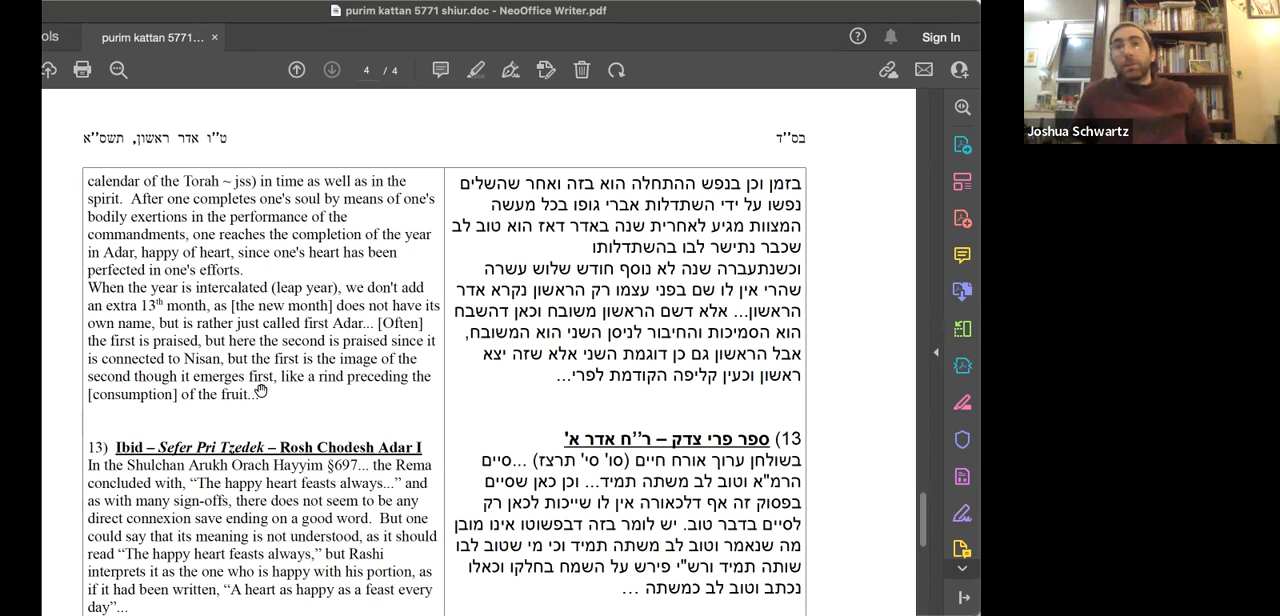 purim kattan 5771 shiur.doc - NeoOffice Writer.pdf
ols
purim kattan 5771...
Sign In
4 / 4
ט''ו אדר ראשון, תשס''א
בס''ד
calendar of the Torah ~ jss) in time as well as in the
spirit. After one completes one's soul by means of one's
bodily exertions in the performance of the
commandments, one reaches the completion of the year
in Adar, happy of heart, since one's heart has been
perfected in one's efforts.
When the year is intercalated (leap year), we don't add
an extra 13th month, as [the new month] does not have its
own name, but is rather just called first Adar... [Often]
the first is praised, but here the second is praised since it
is connected to Nisan, but the first is the image of the
second though it emerges first, like a rind preceding the
[consumption] of the fruit...
13) Ibid – Sefer Pri Tzedek – Rosh Chodesh Adar I
In the Shulchan Arukh Orach Hayyim §697... the Rema
concluded with, “The happy heart feasts always...” and
as with many sign-offs, there does not seem to be any
direct connexion save ending on a good word. But one
could say that its meaning is not understood, as it should
read “The happy heart feasts always,” but Rashi
interprets it as the one who is happy with his portion, as
if it had been written, “A heart as happy as a feast every
day”...
בזמן וכן בנפש ההתחלה הוא בזה ואחר שהשלים
נפשו על ידי השתדלות אברי גופו בכל מעשה
המצוות מגיע לאחרית שנה באדר דאז הוא טוב לב
שכבר נתישר לבו בהשתדלותו
וכשנתעברה שנה לא נוסף חודש שלוש עשרה
שהרי אין לו שם בפני עצמו רק הראשון נקרא אדר
הראשון... אלא דשם הראשון משובח וכאן דהשבח
הוא הסמיכות והחיבור לניסן השני הוא המשובח,
אבל הראשון גם כן דוגמת השני אלא שזה יצא
ראשון וכעין קליפה הקודמת לפרי...
13) ספר פרי צדק – ר''ח אדר א'
בשולחן ערוך אורח חיים (סו' סי' תרצז) ...סיים
הרמ"א וטוב לב משתה תמיד... וכן כאן שסיים
בפסוק זה אף דלכאורה אין לו שייכות לכאן רק
לסיים בדבר טוב. יש לומר בזה דבפשוטו אינו מובן
מה שנאמר וטוב לב משתה תמיד וכי מי שטוב לבו
שותה תמיד ורש"י פירש על השמח בחלקו וכאלו
נכתב וטוב לב כמשתה ...
Joshua Schwartz